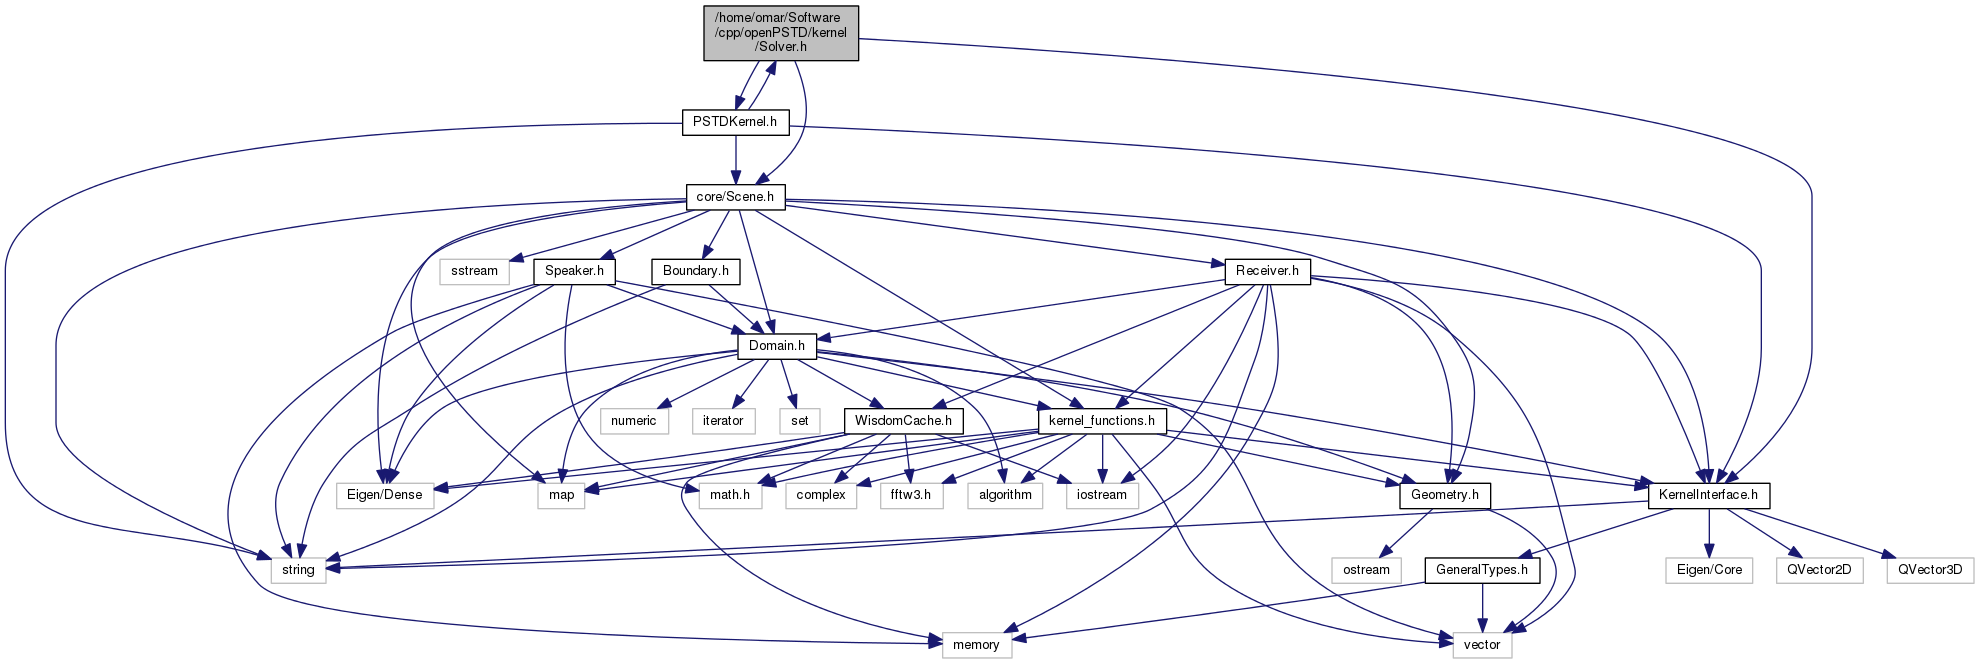 /home/omar/Software
/cpp/openPSTD/kernel
/Solver.h
PSTDKernel.h
core/Scene.h
sstream
Speaker.h
Boundary.h
Receiver.h
Domain.h
numeric
iterator
set
WisdomCache.h
kernel_functions.h
Eigen/Dense
map
math.h
complex
fftw3.h
algorithm
iostream
Geometry.h
KernelInterface.h
string
ostream
GeneralTypes.h
Eigen/Core
QVector2D
QVector3D
memory
vector